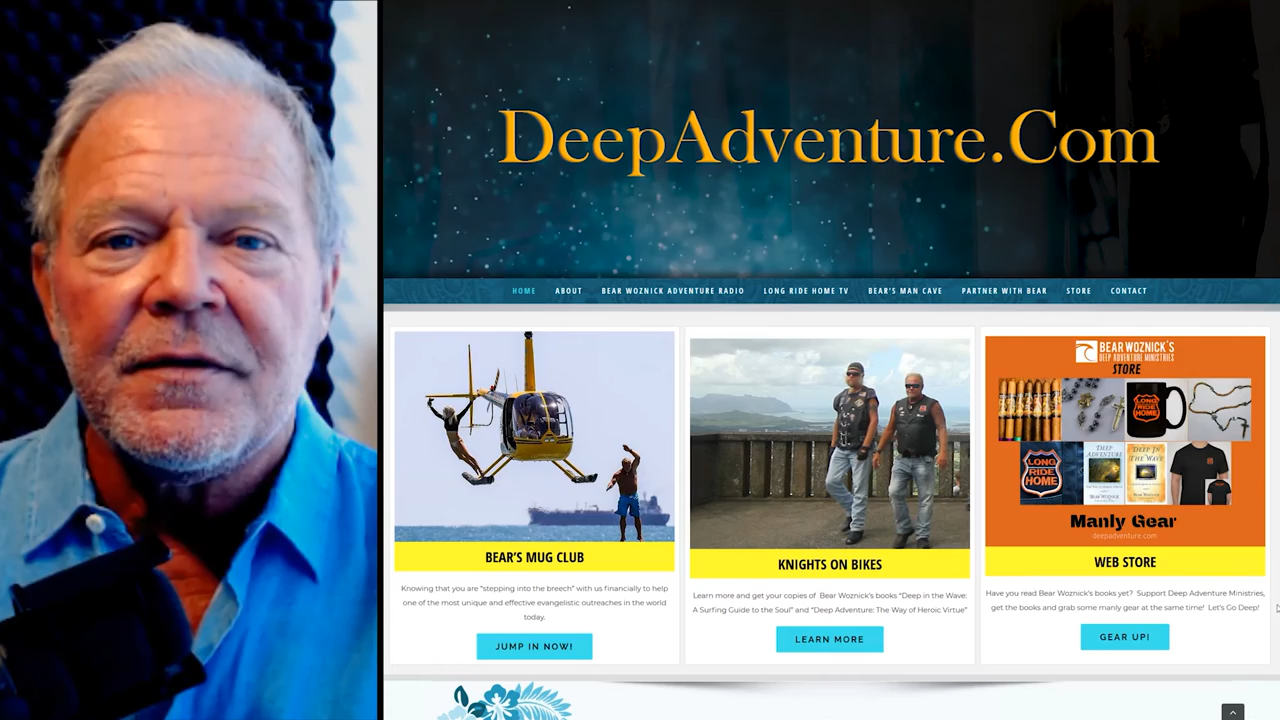 DeepAdventure.Com
HOME ABOUT BEAR WOZNICK ADVENTURE RADIO LONG RIDE HOME TV BEAR'S MAN CAVE PARTNER WITH BEAR STORE CONTACT
BEAR'S MUG CLUB
Knowing that you are "stepping into the breech" with us financially to help
one of the most unique and effective evangelistic outreaches in the world
today.
JUMP IN NOW!
KNIGHTS ON BIKES
Learn more and get your copies of Bear Woznick's books "Deep in the Wave:
A Surfing Guide to the Soul" and "Deep Adventure: The Way of Heroic Virtue"
LEARN MORE
BEAR WOZNICK'S
DEEP ADVENTURE MINISTRIES
STORE
LONG
RIDE
HOME
LONG
RIDE
HOME
DEEP
ADVENTURE
BEAR WOZNICK
DEEP IN
THE WAVE
BEAR WOZNICK
Manly Gear
deepadventure.com
WEB STORE
Have you read Bear Woznick's books yet? Support Deep Adventure Ministries,
get the books and grab some manly gear at the same time! Let's Go Deep!
GEAR UP!